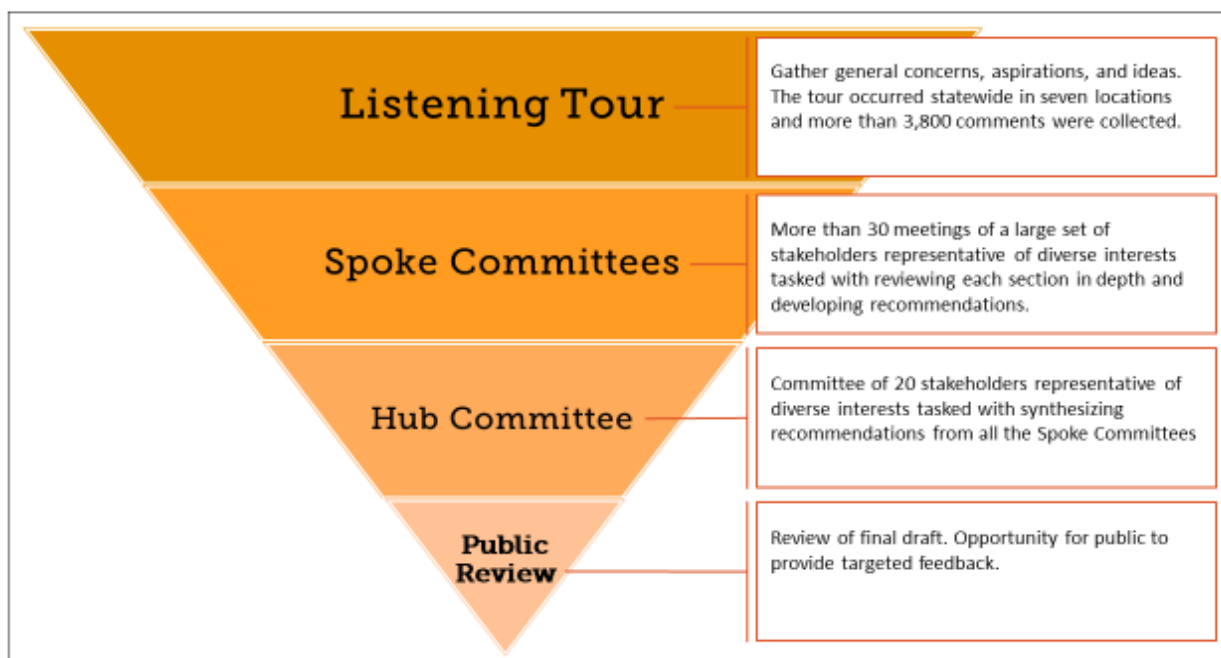 Listening Tour
Gather general concerns, aspirations, and ideas.
The tour occurred statewide in seven locations
and more than 3,800 comments were collected.
Spoke Committees
More than 30 meetings of a large set of
stakeholders representative of diverse interests
tasked with reviewing each section in depth and
developing recommendations.
Hub Committee
Committee of 20 stakeholders representative of
diverse interests tasked with synthesizing
recommendations from all the Spoke Committees
Public
Review
Review of final draft. Opportunity for public to
provide targeted feedback.